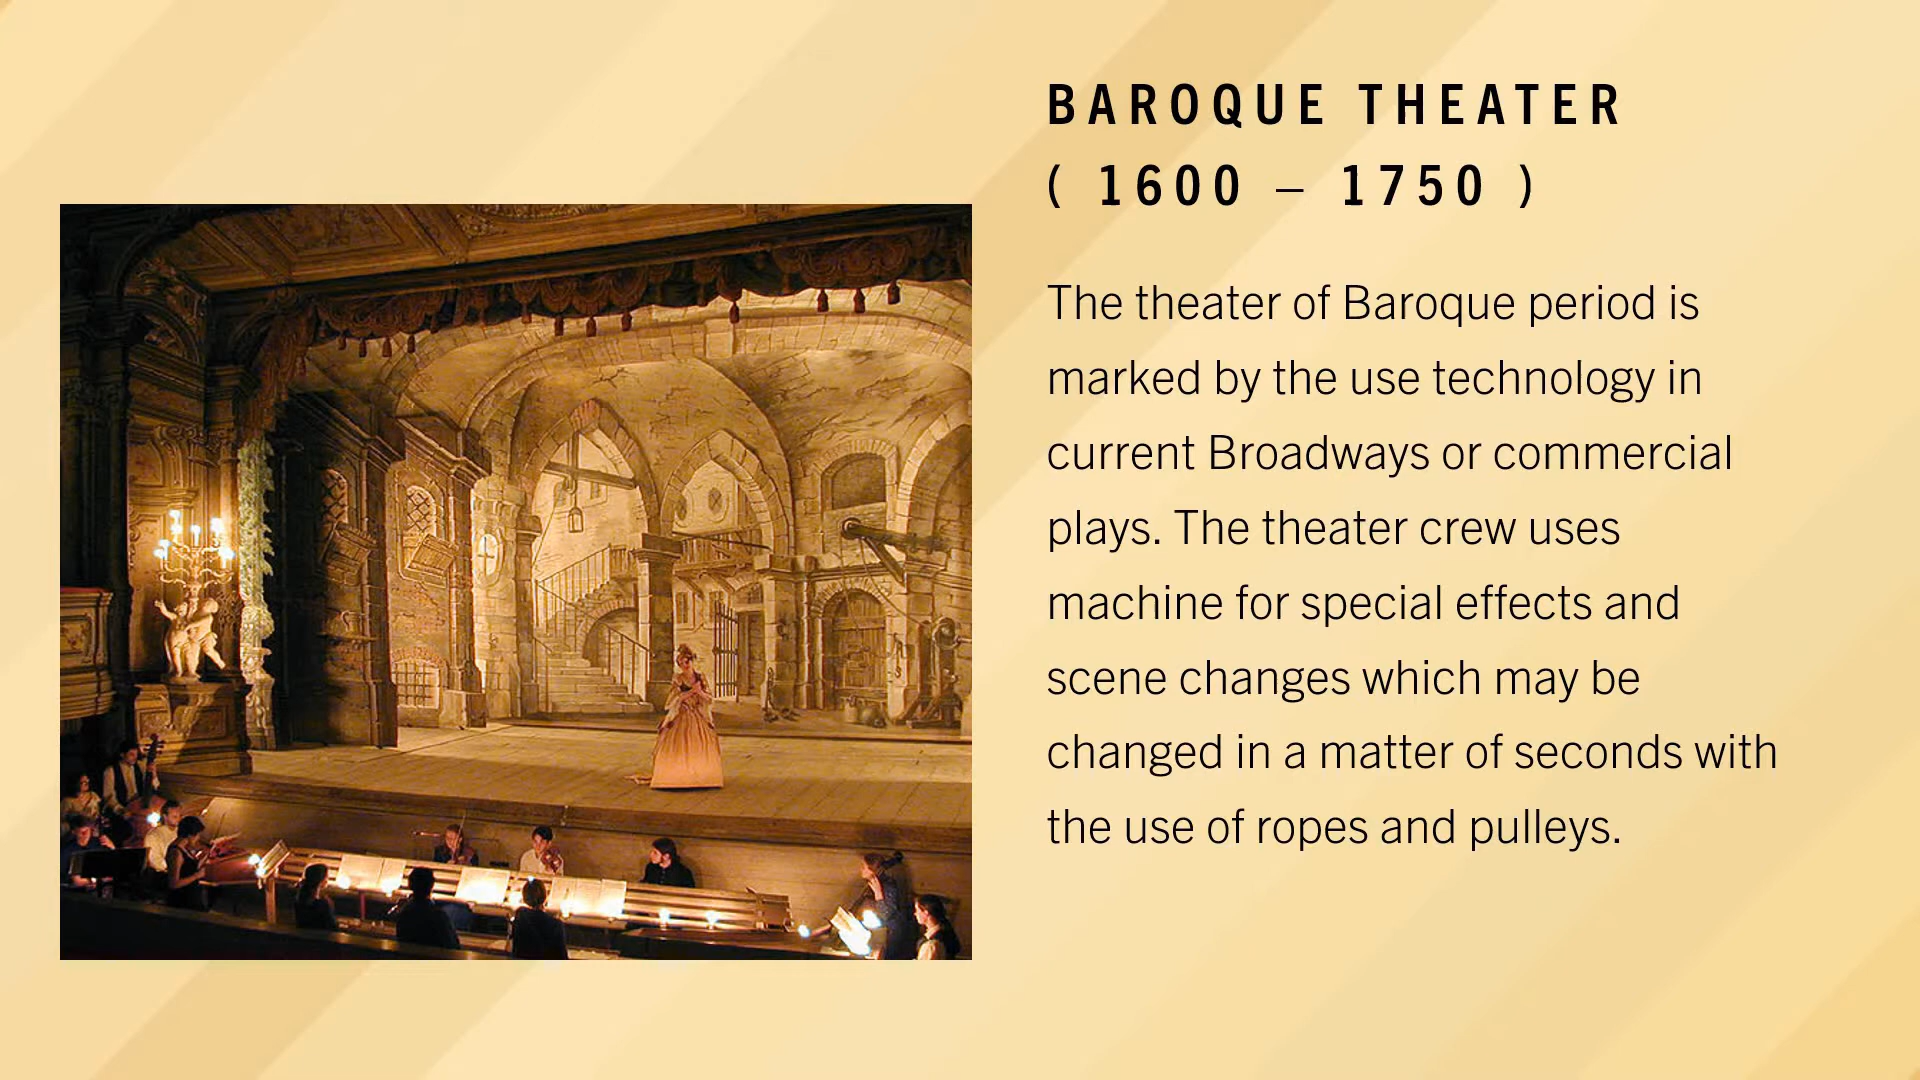 BAROQUE THEATER
( 1600 – 1750 )
The theater of Baroque period is
marked by the use technology in
current Broadways or commercial
plays. The theater crew uses
machine for special effects and
scene changes which may be
changed in a matter of seconds with
the use of ropes and pulleys.